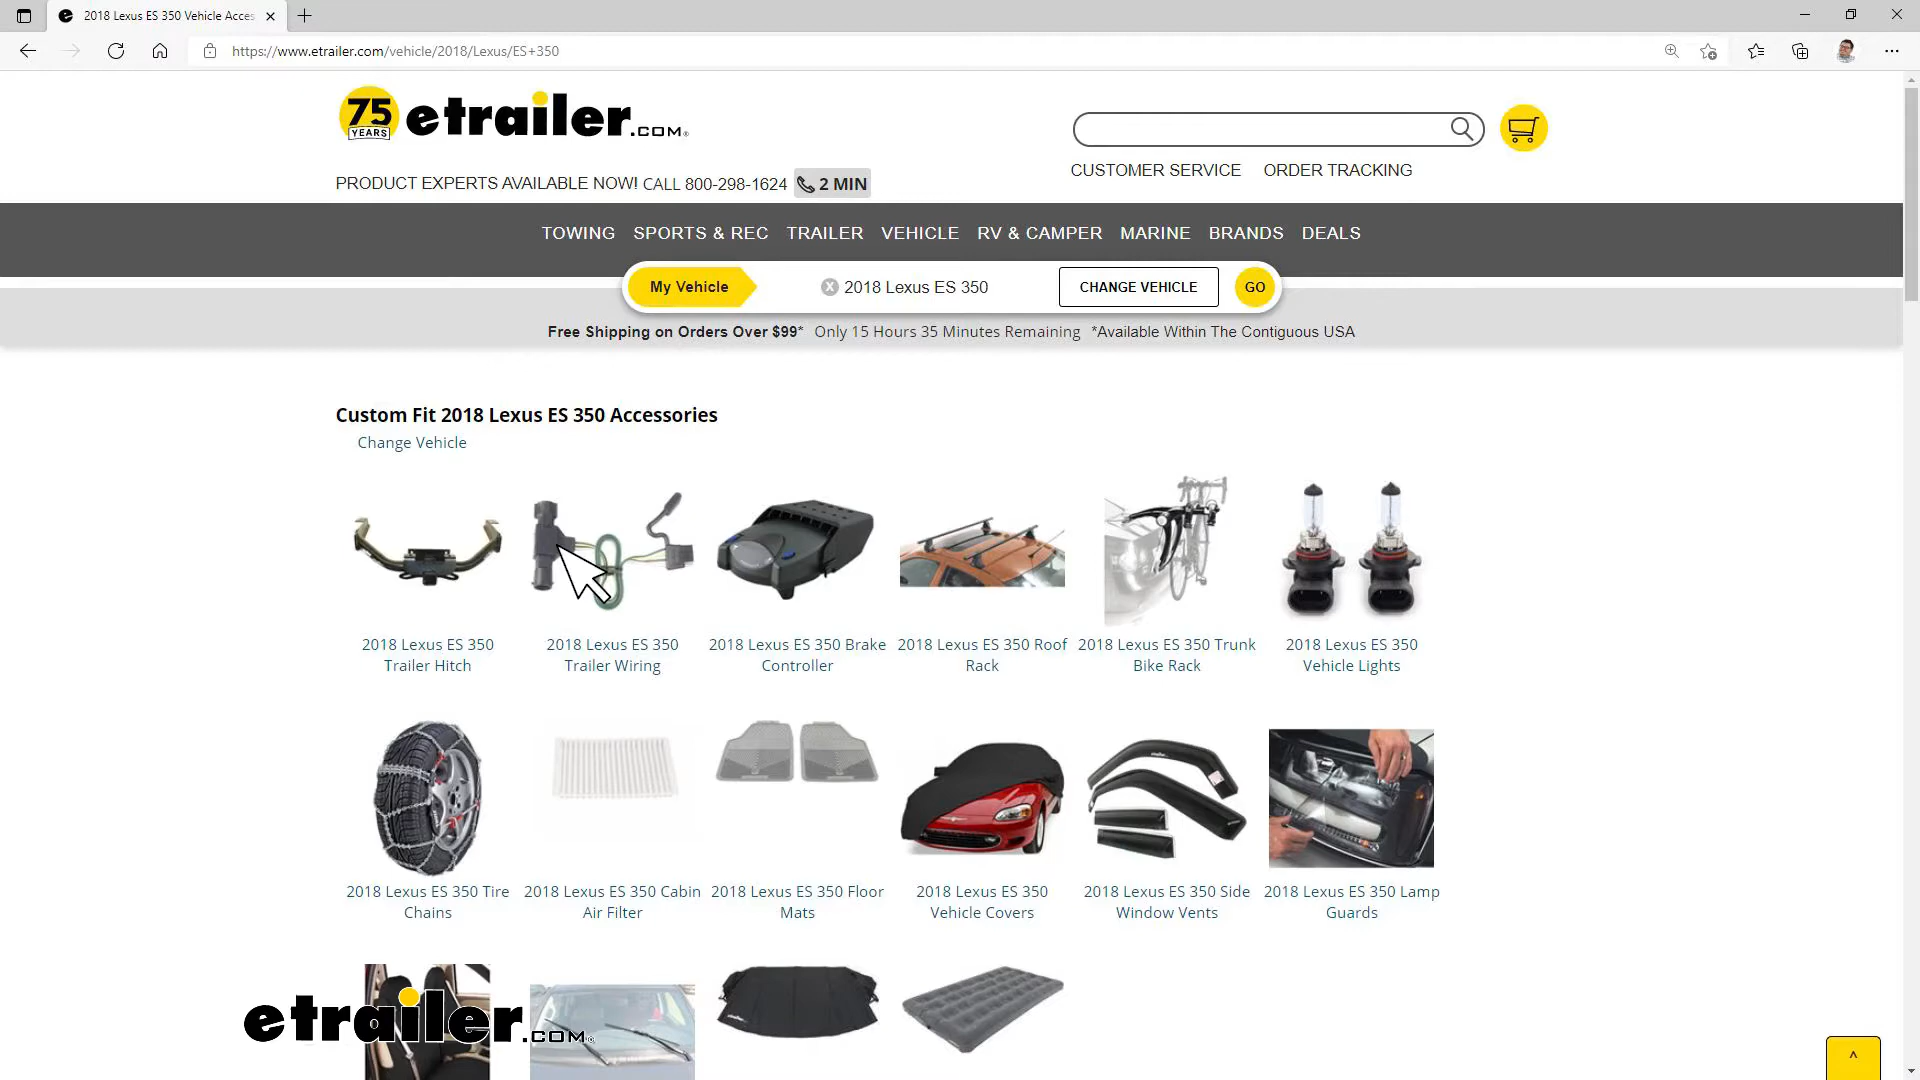 2018 Lexus ES 350 Vehicle Acces
https://www.etrailer.com/vehicle/2018/Lexus/ES+350
75 YEARS etrailer.com®
PRODUCT EXPERTS AVAILABLE NOW! CALL 800-298-1624 2 MIN
CUSTOMER SERVICE ORDER TRACKING
TOWING SPORTS & REC TRAILER VEHICLE RV & CAMPER MARINE BRANDS DEALS
My Vehicle X 2018 Lexus ES 350 CHANGE VEHICLE GO
Free Shipping on Orders Over $99* Only 15 Hours 35 Minutes Remaining *Available Within The Contiguous USA
Custom Fit 2018 Lexus ES 350 Accessories
Change Vehicle
2018 Lexus ES 350
Trailer Hitch
2018 Lexus ES 350
Trailer Wiring
2018 Lexus ES 350 Brake
Controller
2018 Lexus ES 350 Roof
Rack
2018 Lexus ES 350 Trunk
Bike Rack
2018 Lexus ES 350
Vehicle Lights
2018 Lexus ES 350 Tire
Chains
2018 Lexus ES 350 Cabin
Air Filter
2018 Lexus ES 350 Floor
Mats
2018 Lexus ES 350
Vehicle Covers
2018 Lexus ES 350 Side
Window Vents
2018 Lexus ES 350 Lamp
Guards
etrailer.com®